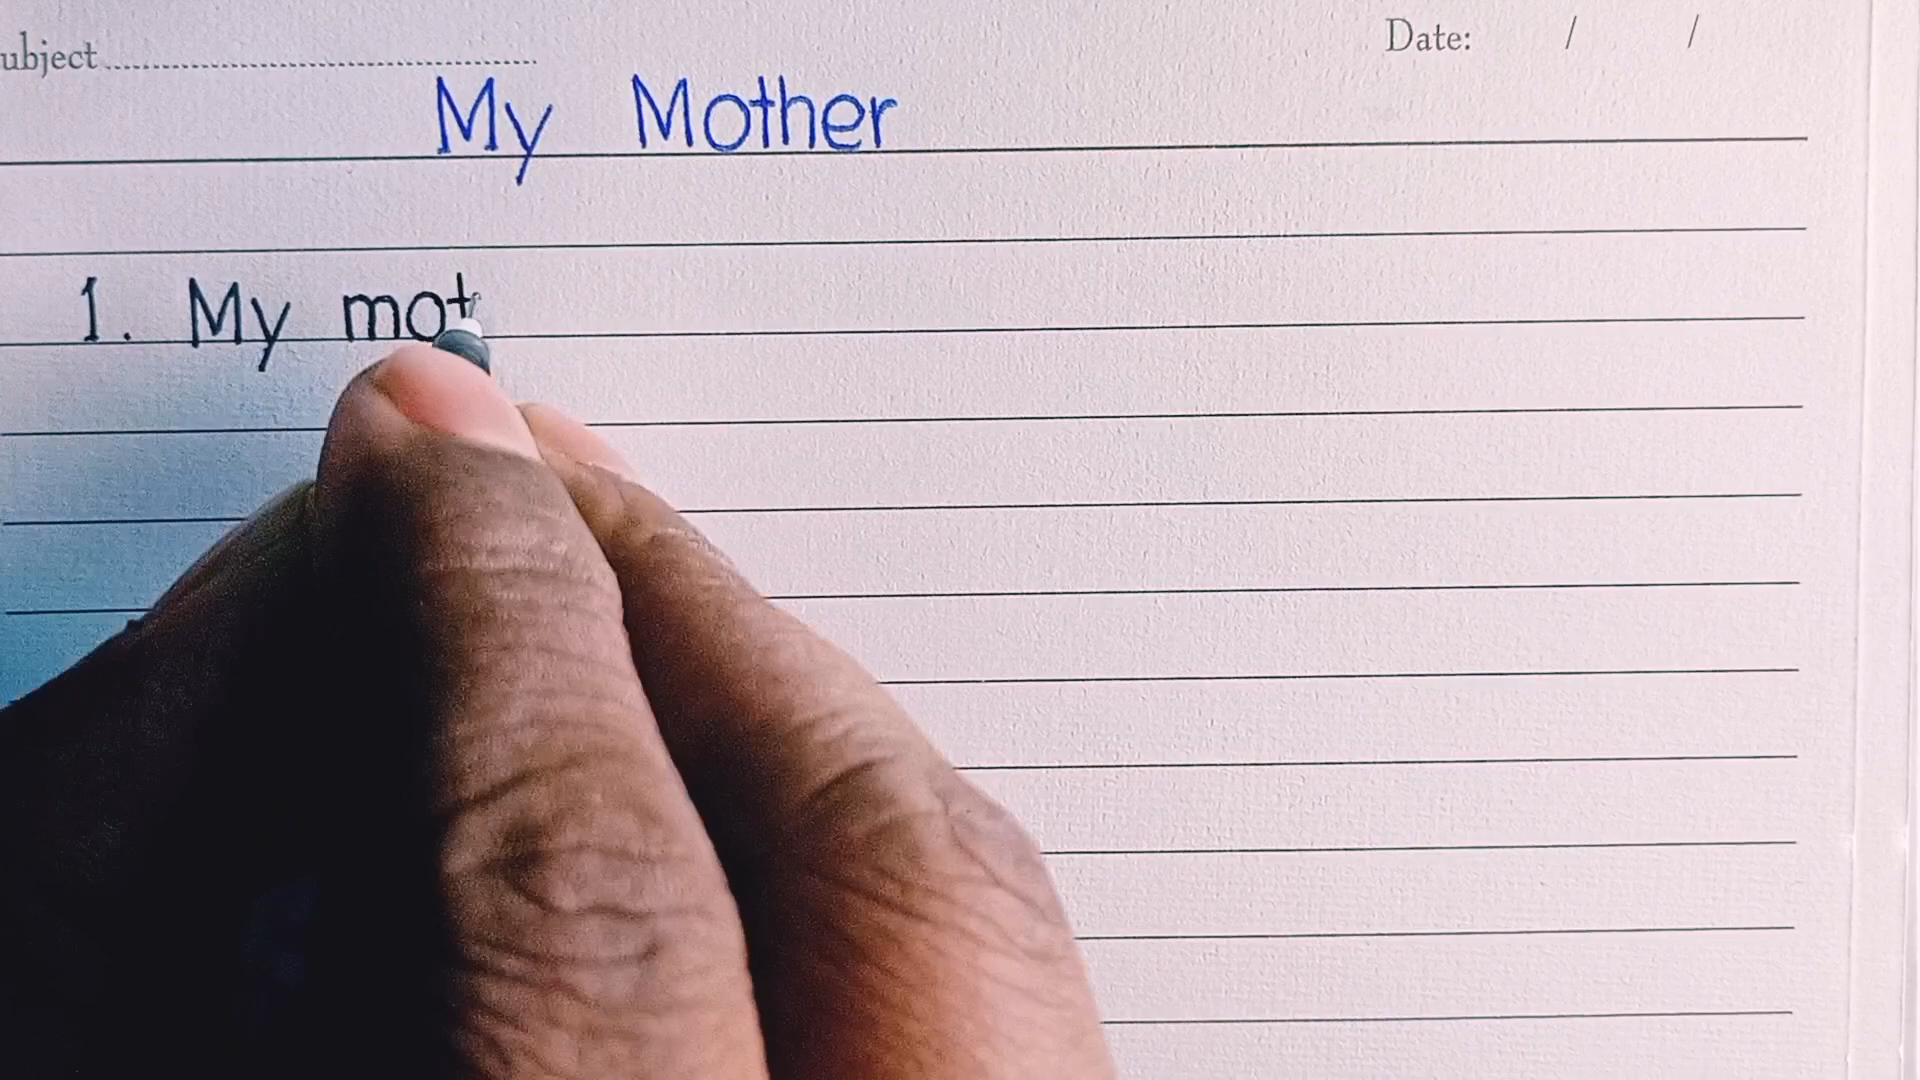 ubject.......................................... Date: / /
My Mother
1. My mot